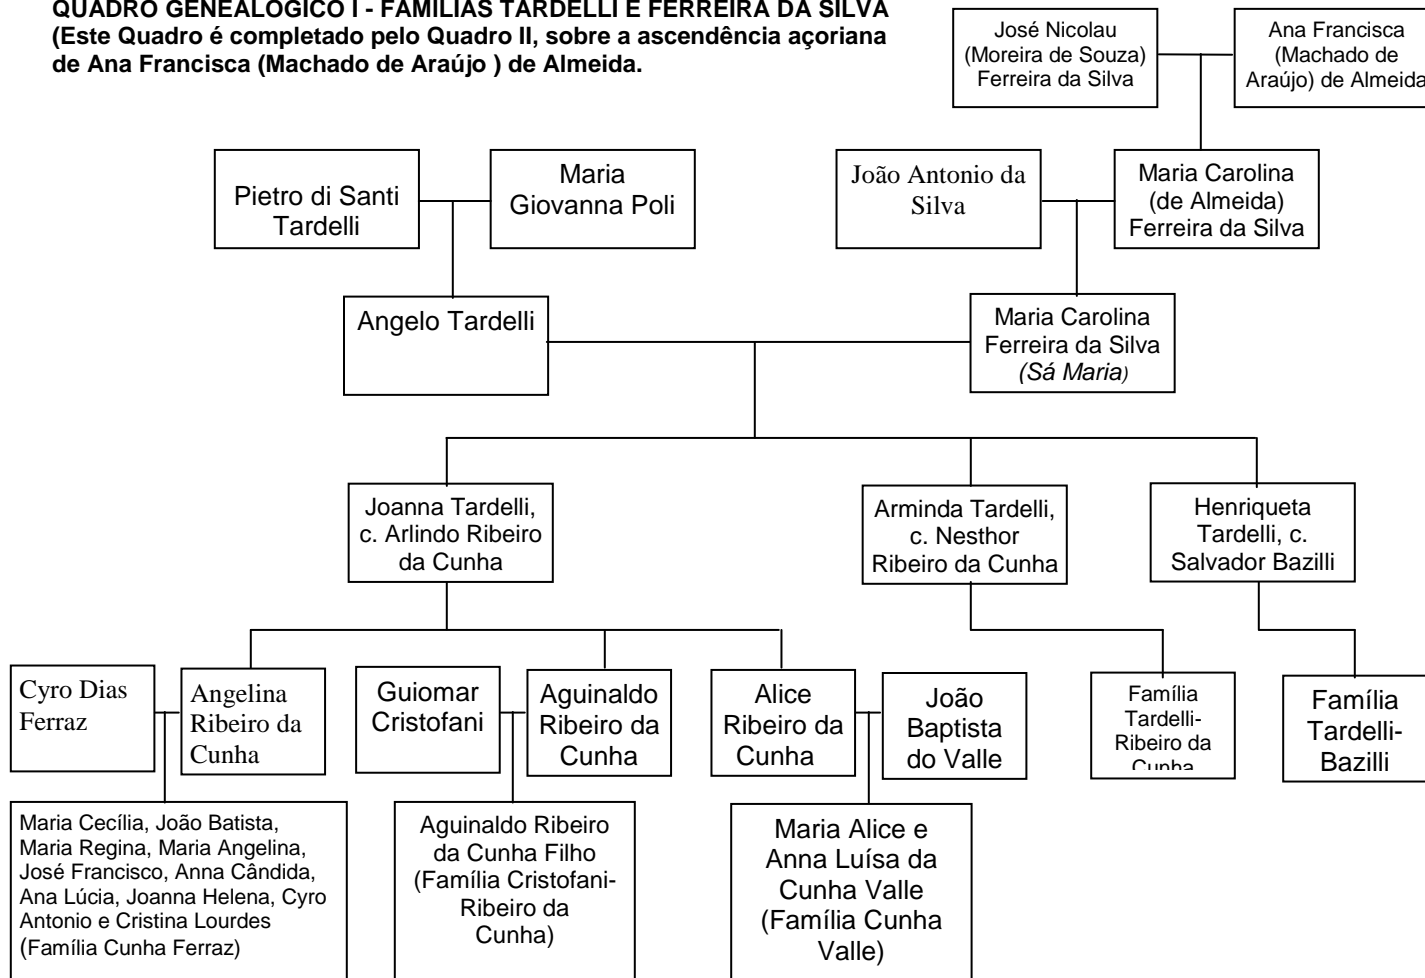 QUADRO GENEALÓGICO I - FAMÍLIAS TARDELLI E FERREIRA DA SILVA
(Este Quadro é completado pelo Quadro II, sobre a ascendência açoriana
de Ana Francisca (Machado de Araújo ) de Almeida.
José Nicolau
(Moreira de Souza)
Ferreira da Silva
Ana Francisca
(Machado de
Araújo) de Almeida
Pietro di Santi
Tardelli
Maria
Giovanna Poli
João Antonio da
Silva
Maria Carolina
(de Almeida)
Ferreira da Silva
Angelo Tardelli
Maria Carolina
Ferreira da Silva
(Sá Maria)
Joanna Tardelli,
c. Arlindo Ribeiro
da Cunha
Arminda Tardelli,
c. Nesthor
Ribeiro da Cunha
Henriqueta
Tardelli, c.
Salvador Bazilli
Cyro Dias
Ferraz
Angelina
Ribeiro da
Cunha
Guiomar
Cristofani
Aguinaldo
Ribeiro da
Cunha
Alice
Ribeiro da
Cunha
João
Baptista
do Valle
Família
Tardelli-
Ribeiro da
Cunha
Família
Tardelli-
Bazilli
Maria Cecília, João Batista,
Maria Regina, Maria Angelina,
José Francisco, Anna Cândida,
Ana Lúcia, Joanna Helena, Cyro
Antonio e Cristina Lourdes
(Família Cunha Ferraz)
Aguinaldo Ribeiro
da Cunha Filho
(Família Cristofani-
Ribeiro da
Cunha)
Maria Alice e
Anna Luísa da
Cunha Valle
(Família Cunha
Valle)